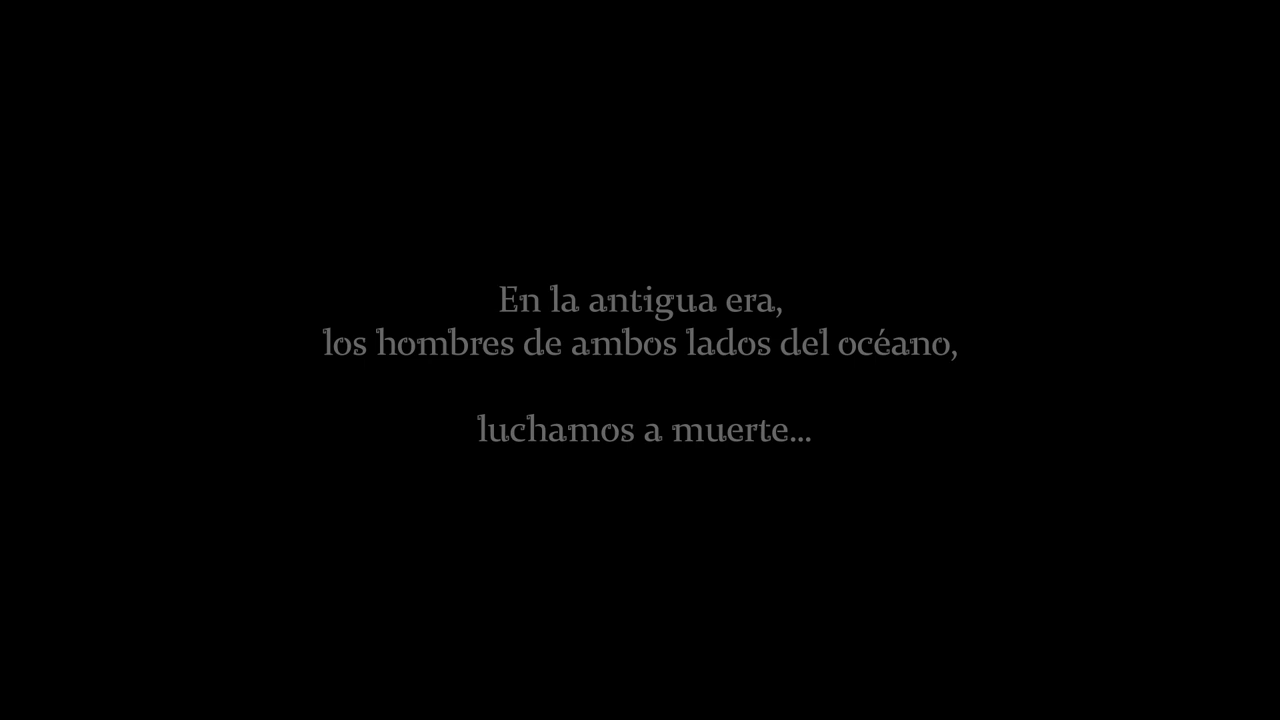 En la antigua era,
los hombres de ambos lados del océano,
luchamos a muerte...